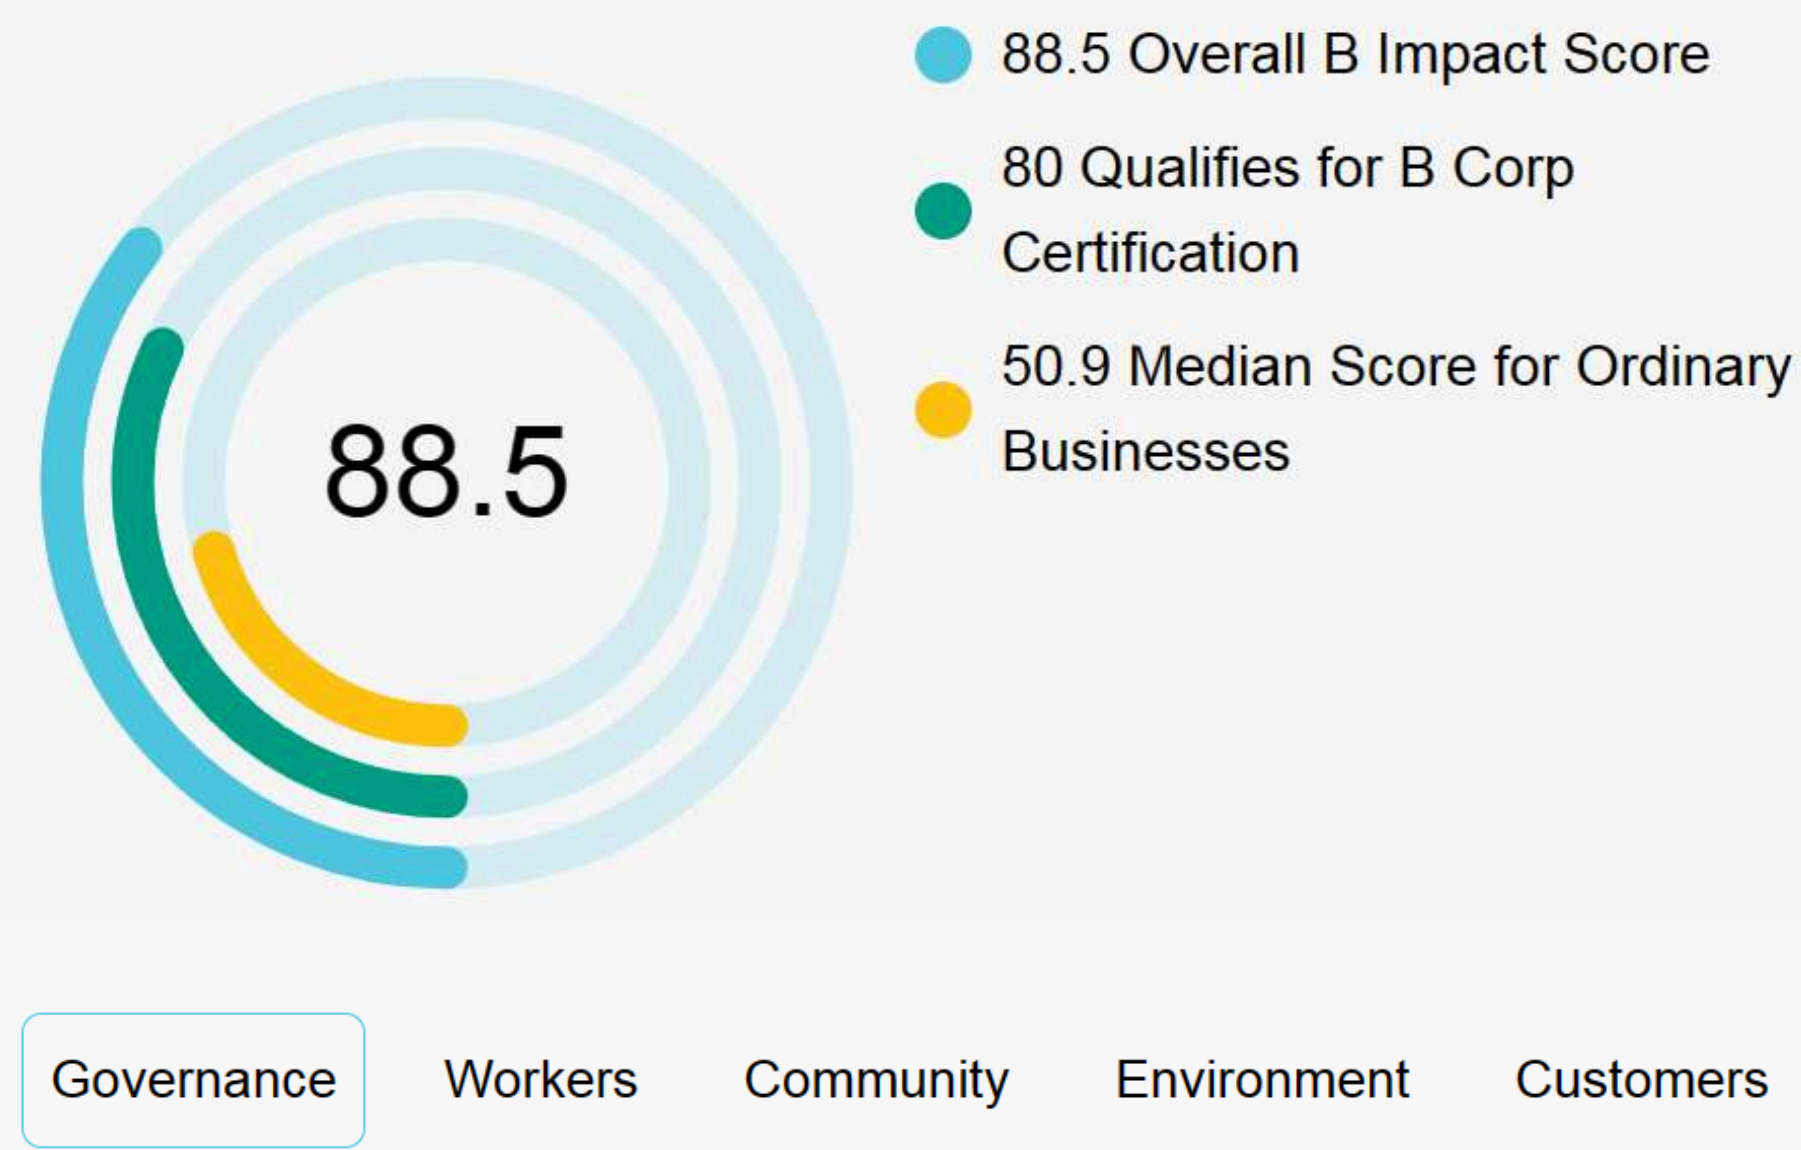 88.5
88.5 Overall B Impact Score
80 Qualifies for B Corp
Certification
50.9 Median Score for Ordinary
Businesses
Governance
Workers
Community
Environment
Customers